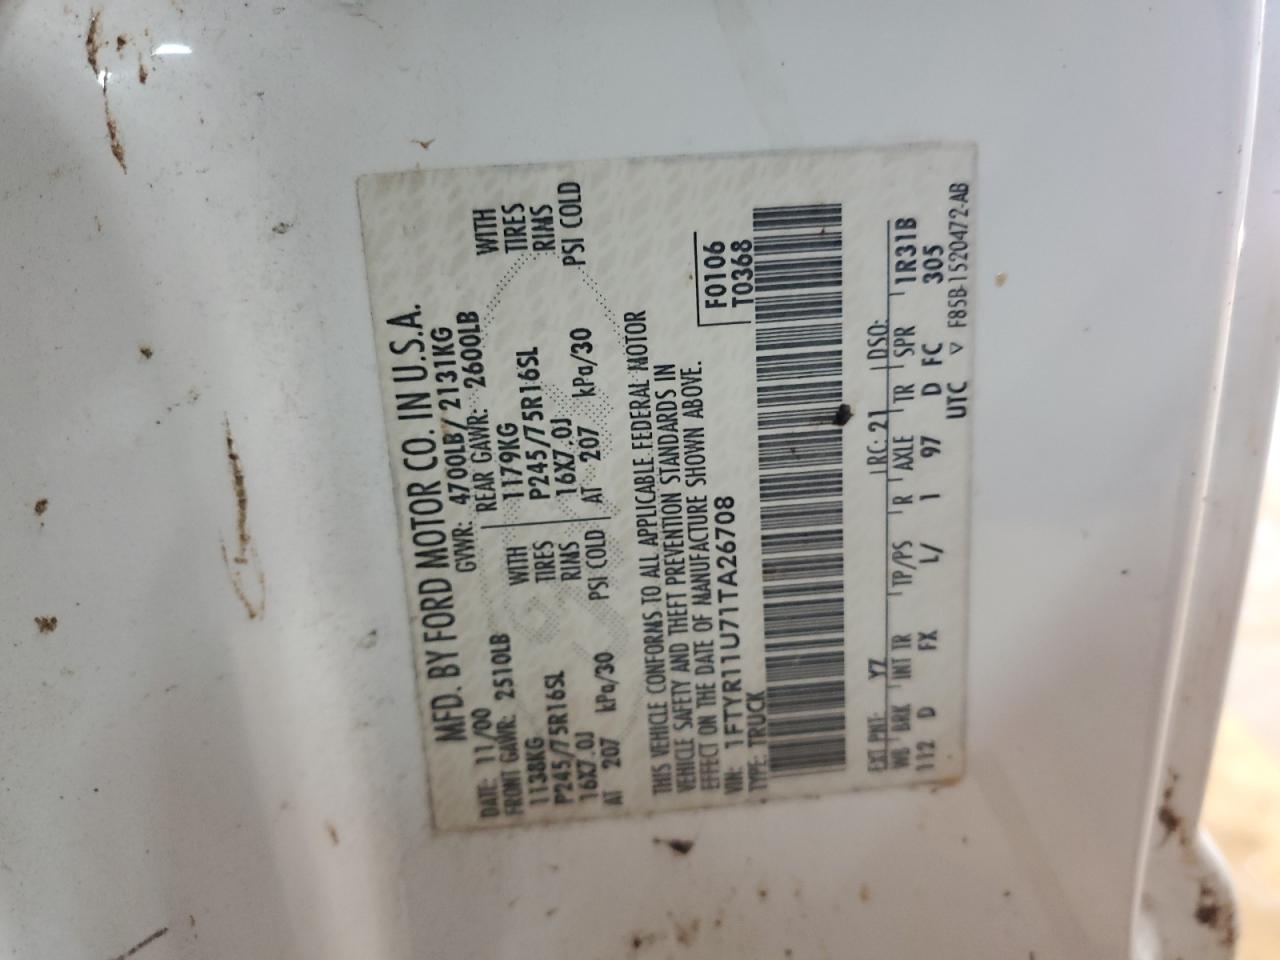 MFD. BY FORD MOTOR CO. IN U.S.A.
DATE: 11/00 GVWR: 4700LB/ 2131KG
FRONT GAWR: 2510LB REAR GAWR: 2600LB
1138KG WITH 1179KG WITH
P245/75R16SL TIRES P245/75R16SL TIRES
16X7.0J RIMS 16X7.0J RIMS
AT 207 kPa/30 PSI COLD AT 207 kPa/30 PSI COLD
THIS VEHICLE CONFORMS TO ALL APPLICABLE FEDERAL MOTOR
VEHICLE SAFETY AND THEFT PREVENTION STANDARDS IN
EFFECT ON THE DATE OF MANUFACTURE SHOWN ABOVE.
VIN: 1FTYR11U71TA26708 F0106
TYPE: TRUCK T0368
EXT PNT: YZ RC: 21 DSO:
WB BRK INT TR TP/PS R AXLE TR SPR 1R31B
112 D FX L/ 1 97 D FC 305
UTC ▽ F85B-1520472-AB